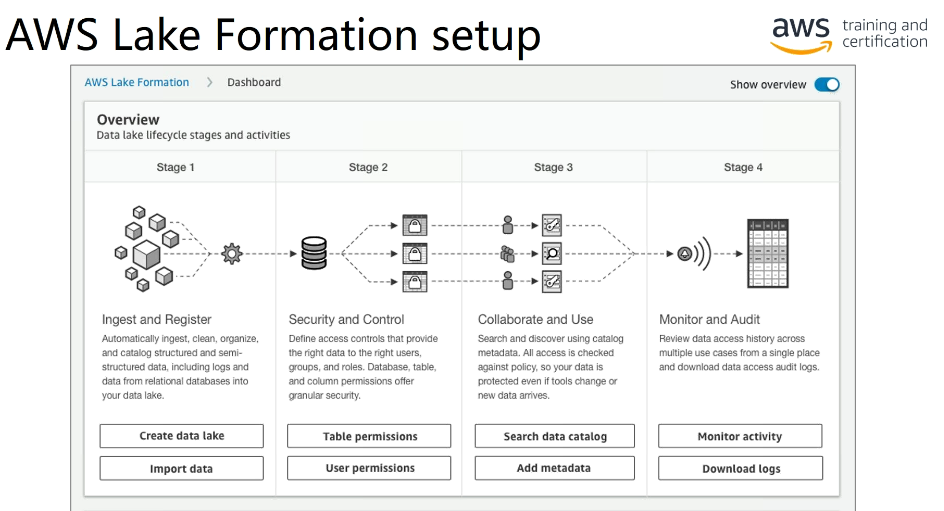 AWS Lake Formation setup
aws training and
certification
AWS Lake Formation > Dashboard
Show overview
Overview
Data lake lifecycle stages and activities
Stage 1
Stage 2
Stage 3
Stage 4
Ingest and Register
Automatically ingest, clean, organize,
and catalog structured and semi-
structured data, including logs and
data from relational databases into
your data lake.
Create data lake
Import data
Security and Control
Define access controls that provide
the right data to the right users,
groups, and roles. Database, table,
and column permissions offer
granular security.
Table permissions
User permissions
Collaborate and Use
Search and discover using catalog
metadata. All access is checked
against policy, so your data is
protected even if tools change or
new data arrives.
Search data catalog
Add metadata
Monitor and Audit
Review data access history across
multiple use cases from a single place
and download data access audit logs.
Monitor activity
Download logs